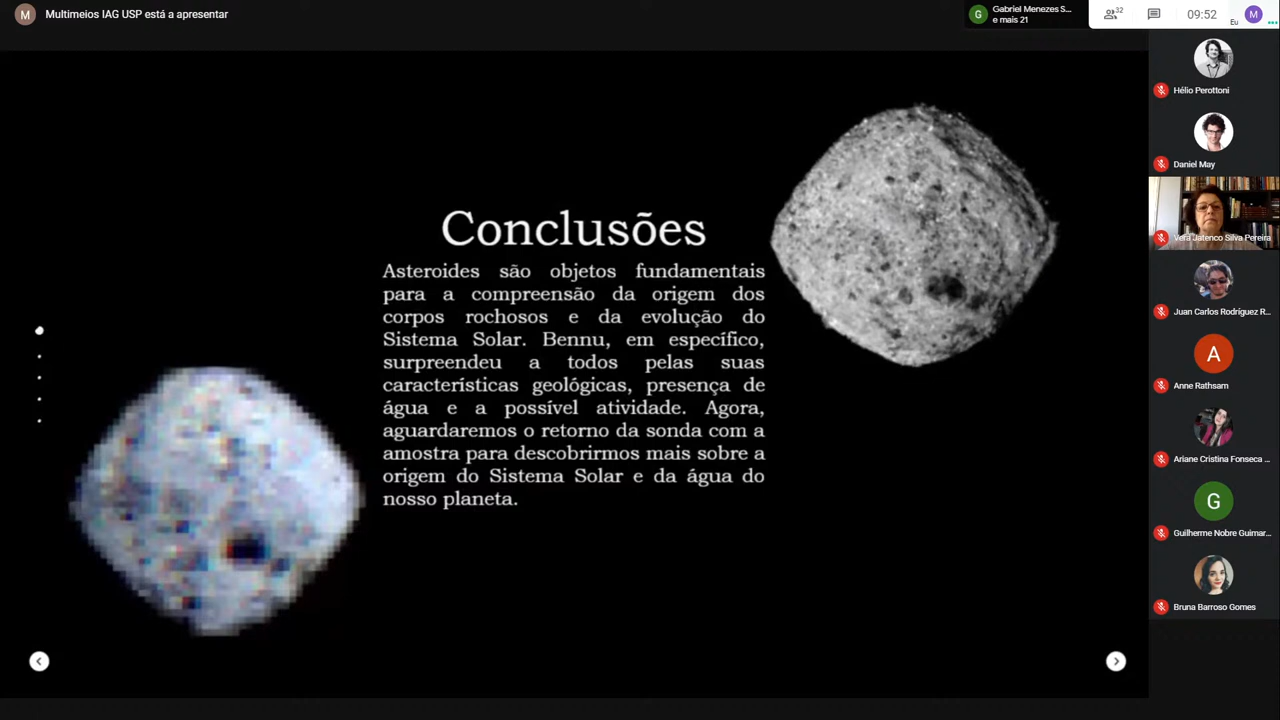 M Multimeios IAG USP está a apresentar
G Gabriel Menezes S...
e mais 21
32
09:52
Eu
M
Hélio Perottoni
Daniel May
Vera Jatenco Silva Pereira
Juan Carlos Rodríguez R...
A
Anne Rathsam
Ariane Cristina Fonseca ...
G
Guilherme Nobre Guimar...
Bruna Barroso Gomes
Conclusões
Asteroides são objetos fundamentais
para a compreensão da origem dos
corpos rochosos e da evolução do
Sistema Solar. Bennu, em específico,
surpreendeu a todos pelas suas
características geológicas, presença de
água e a possível atividade. Agora,
aguardaremos o retorno da sonda com a
amostra para descobrirmos mais sobre a
origem do Sistema Solar e da água do
nosso planeta.